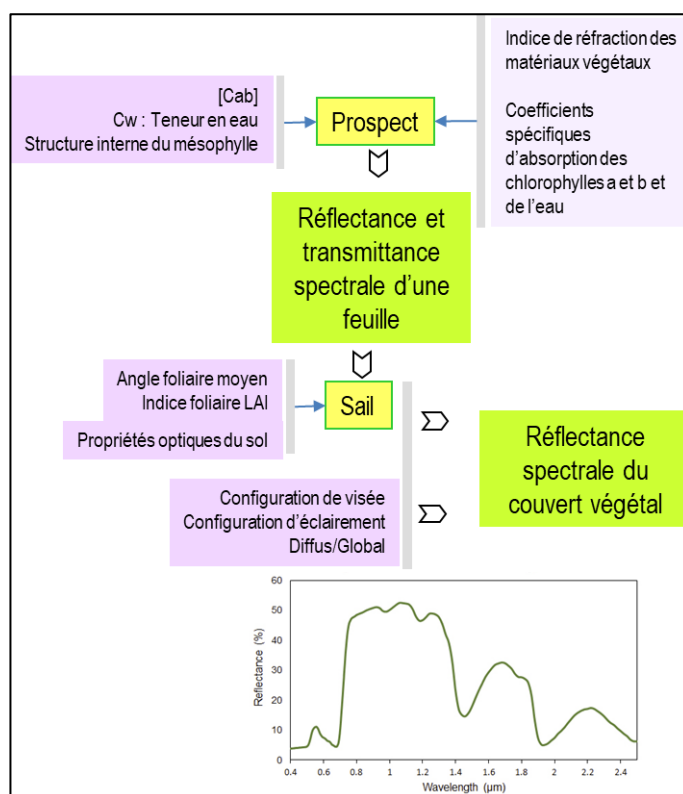 [Cab]
Cw : Teneur en eau
Structure interne du mésophylle
Prospect
Indice de réfraction des
matériaux végétaux
Coefficients
spécifiques
d'absorption des
chlorophylles a et b et
de l'eau
Réflectance et
transmittance
spectrale d'une
feuille
Angle foliaire moyen
Indice foliaire LAI
Propriétés optiques du sol
Sail
Configuration de visée
Configuration d'éclairement
Diffus/Global
Réflectance
spectrale du
couvert végétal
Reflectance (%)
60
50
40
30
20
10
0
0.4 0.6 0.8 1 1.2 1.4 1.6 1.8 2 2.2 2.4
Wavelength (µm)